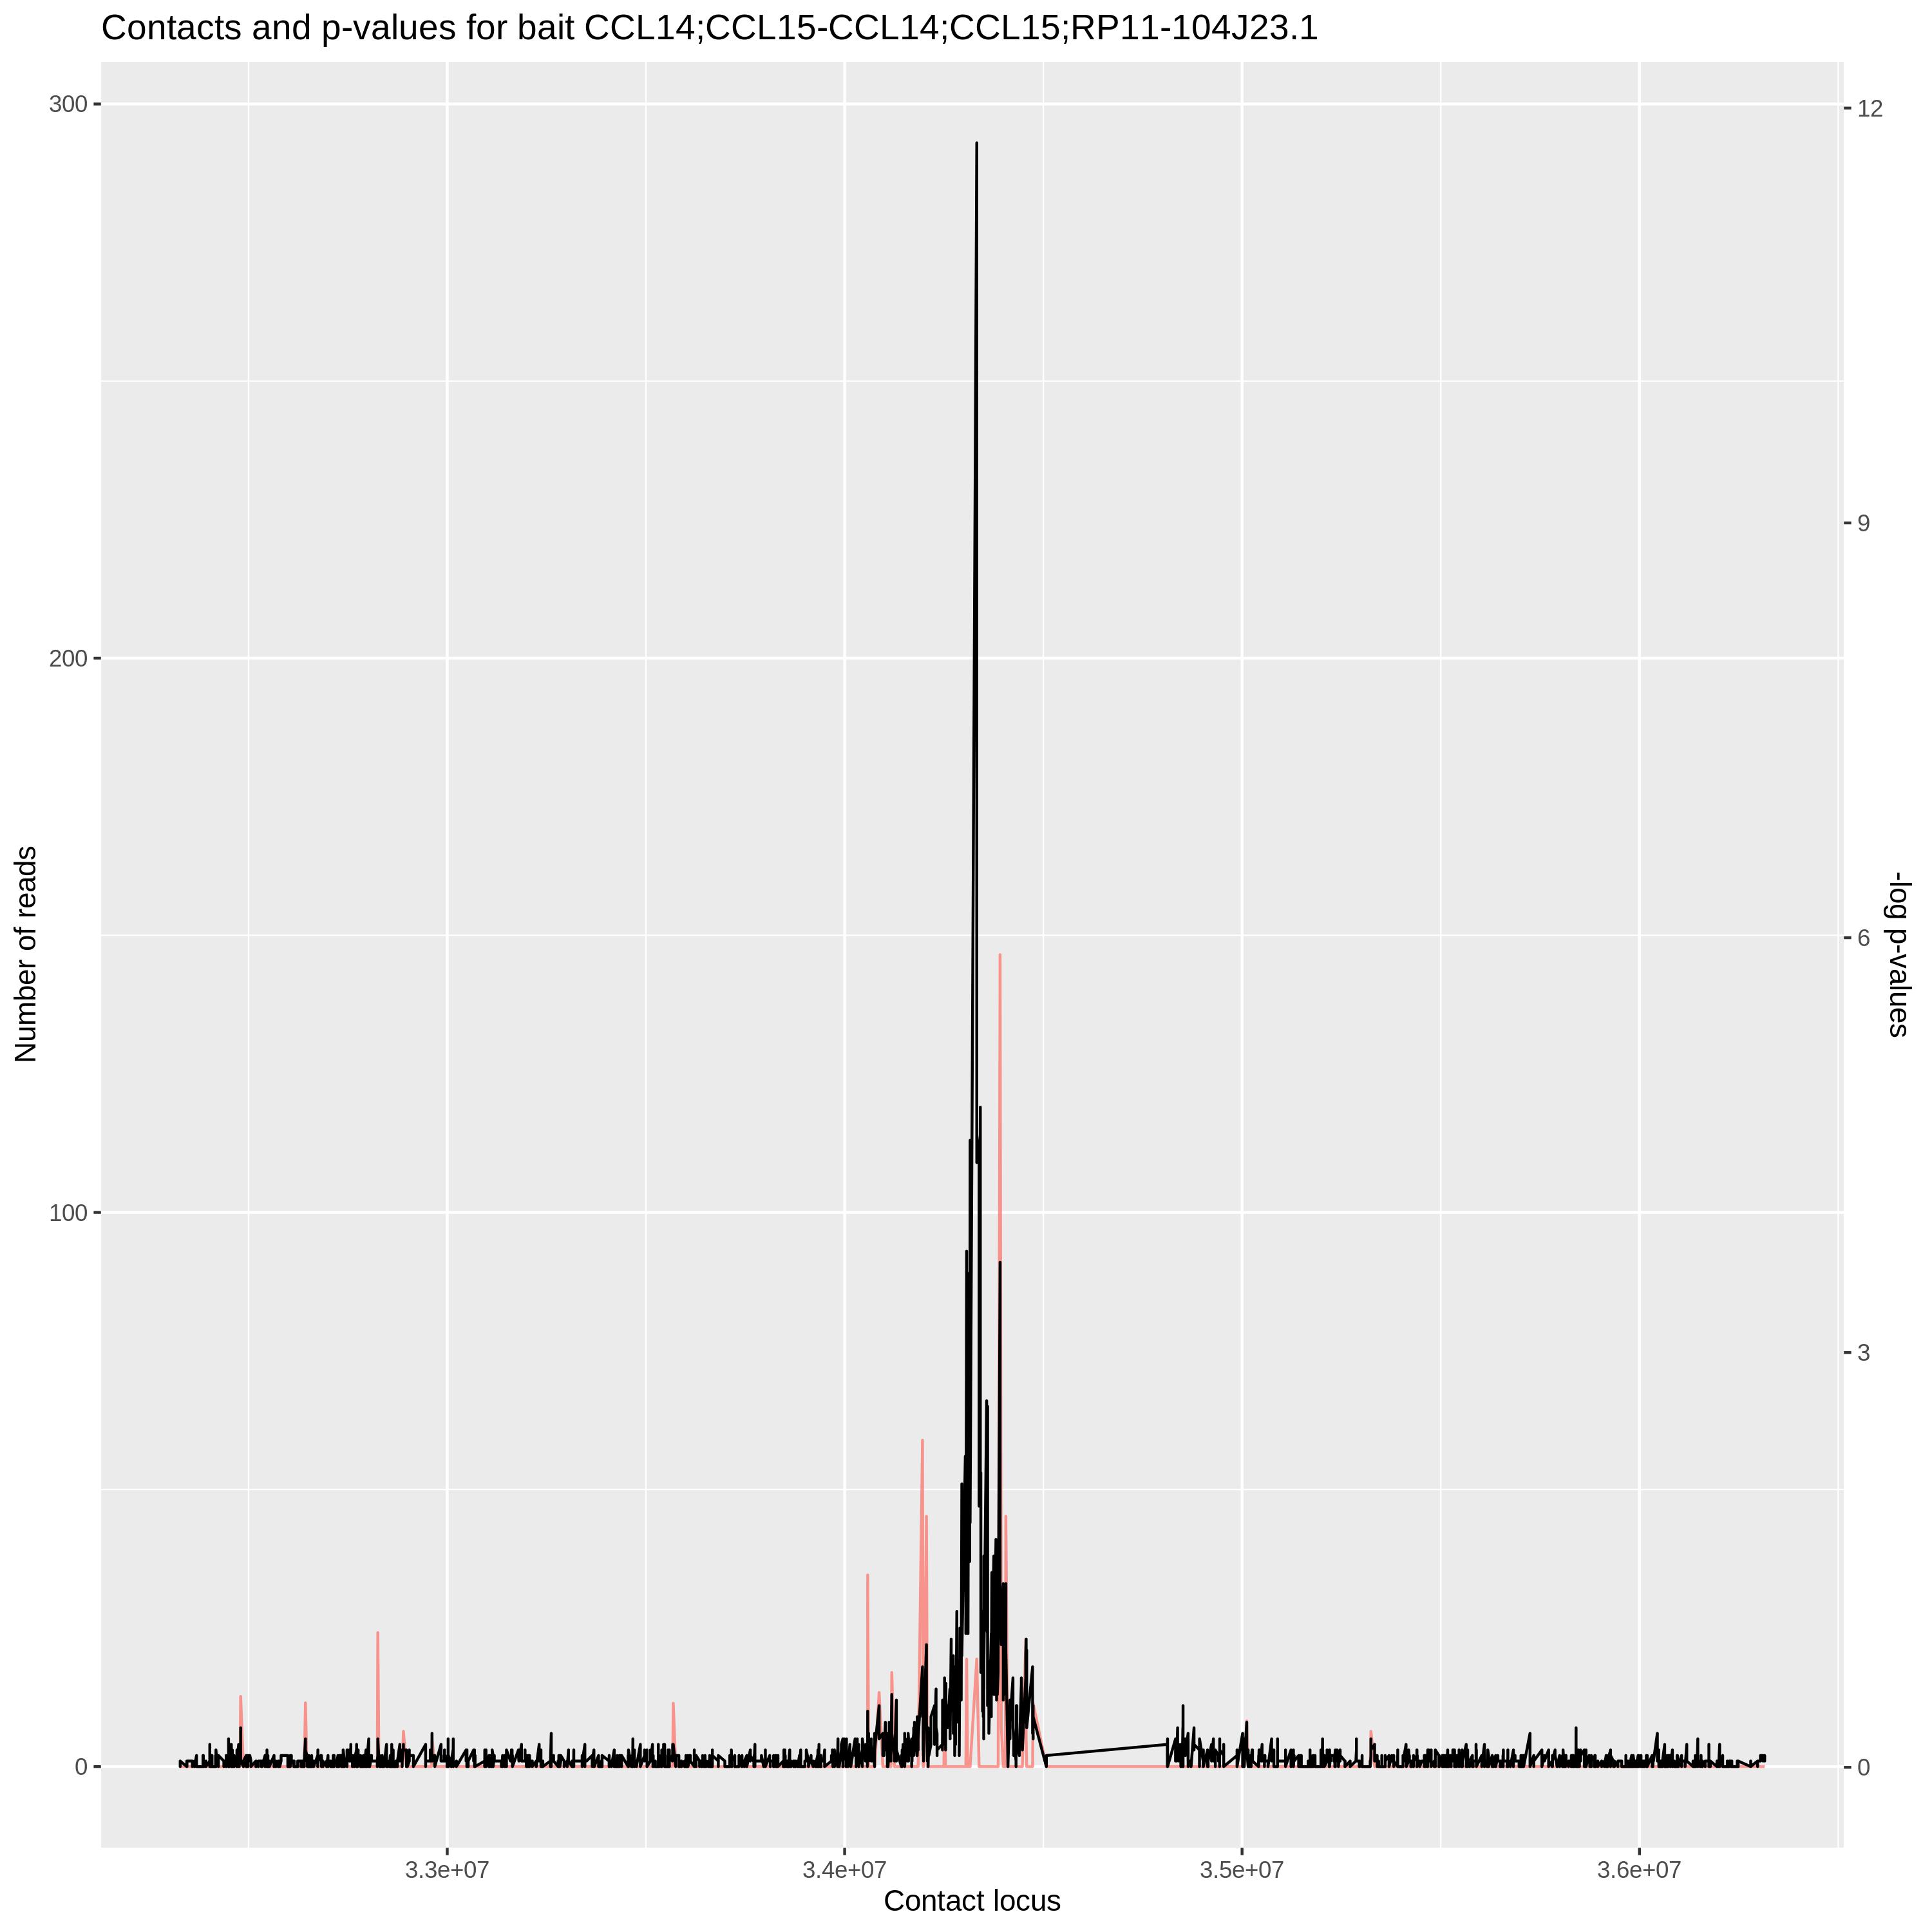 Contacts and p-values for bait CCL14;CCL15-CCL14;CCL15;RP11-104J23.1
300
200
100
0
Number of reads
12
9
6
3
0
-log p-values
3.3e+07 3.4e+07 3.5e+07 3.6e+07
Contact locus